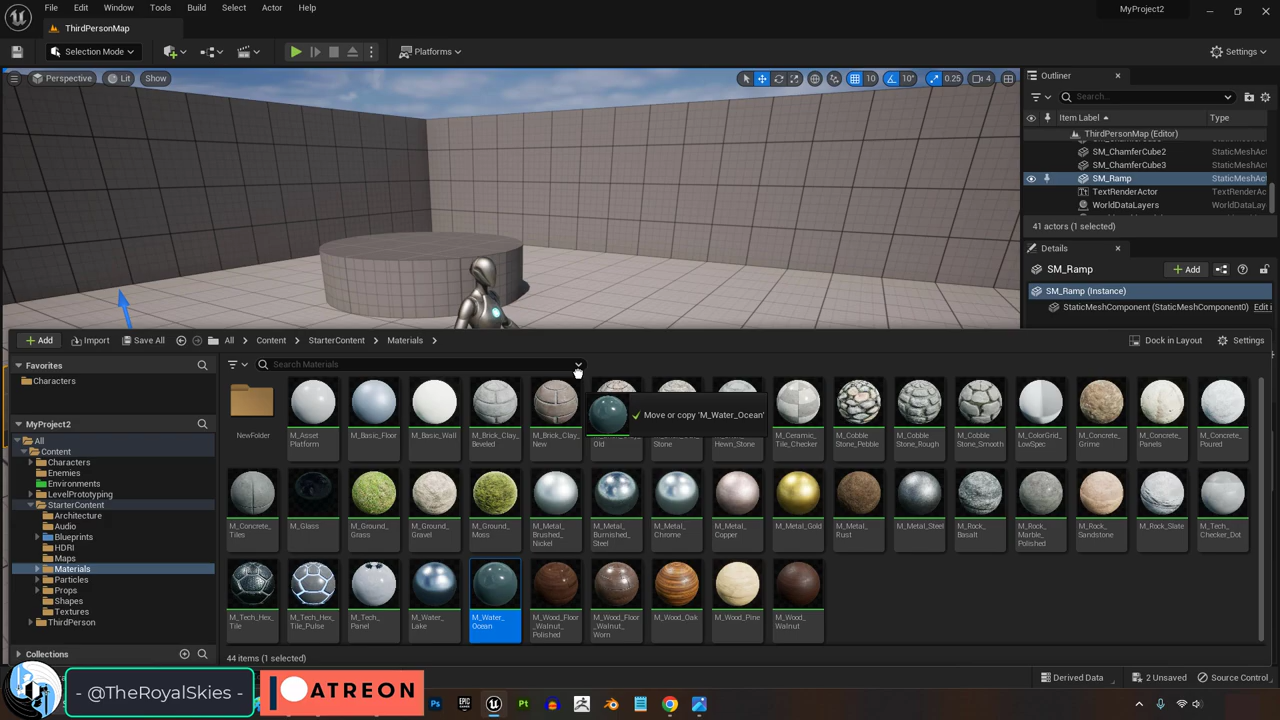 File Edit Window Tools Build Select Actor Help
MyProject2
ThirdPersonMap
Selection Mode
Platforms
Settings
Perspective Lit Show
10 10° 0.25 4
Outliner
Search...
Item Label Type
ThirdPersonMap (Editor)
SM_ChamferCube2 StaticMeshAct
SM_ChamferCube3 StaticMeshAct
SM_Ramp StaticMeshAct
TextRenderActor TextRenderAc
WorldDataLayers WorldDataLay
41 actors (1 selected)
Details
SM_Ramp
Add
SM_Ramp (Instance)
StaticMeshComponent (StaticMeshComponent0) Edit i
Add Import Save All All Content StarterContent Materials
Dock in Layout Settings
Favorites
Characters
MyProject2
All
Content
Characters
Enemies
Environments
LevelPrototyping
StarterContent
Architecture
Audio
Blueprints
HDRI
Maps
Materials
Particles
Props
Shapes
Textures
ThirdPerson
Collections
Search Materials
Move or copy 'M_Water_Ocean'
NewFolder
M_Asset_
Platform
M_Basic_Floor
M_Basic_Wall
M_Brick_Clay_
Beveled
M_Brick_Clay_
New
Old
Stone
Hewn_Stone
M_Ceramic_
Tile_Checker
M_Cobble
Stone_Pebble
M_Cobble
Stone_Rough
M_Cobble
Stone_Smooth
M_ColorGrid_
LowSpec
M_Concrete_
Grime
M_Concrete_
Panels
M_Concrete_
Poured
M_Concrete_
Tiles
M_Glass
M_Ground_
Grass
M_Ground_
Gravel
M_Ground_
Moss
M_Metal_
Brushed_
Nickel
M_Metal_
Burnished_
Steel
M_Metal_
Chrome
M_Metal_
Copper
M_Metal_Gold
M_Metal_
Rust
M_Metal_Steel
M_Rock_
Basalt
M_Rock_
Marble_
Polished
M_Rock_
Sandstone
M_Rock_Slate
M_Tech_
Checker_Dot
M_Tech_Hex_
Tile
M_Tech_Hex_
Tile_Pulse
M_Tech_
Panel
M_Water_
Lake
M_Water_
Ocean
M_Wood_Floor
_Walnut_
Polished
M_Wood_Floor
_Walnut_
Worn
M_Wood_Oak
M_Wood_Pine
M_Wood_
Walnut
44 items (1 selected)
Derived Data 2 Unsaved Source Control
- @TheRoyalSkies -
PATREON
Ps EPIC GAMES Pt